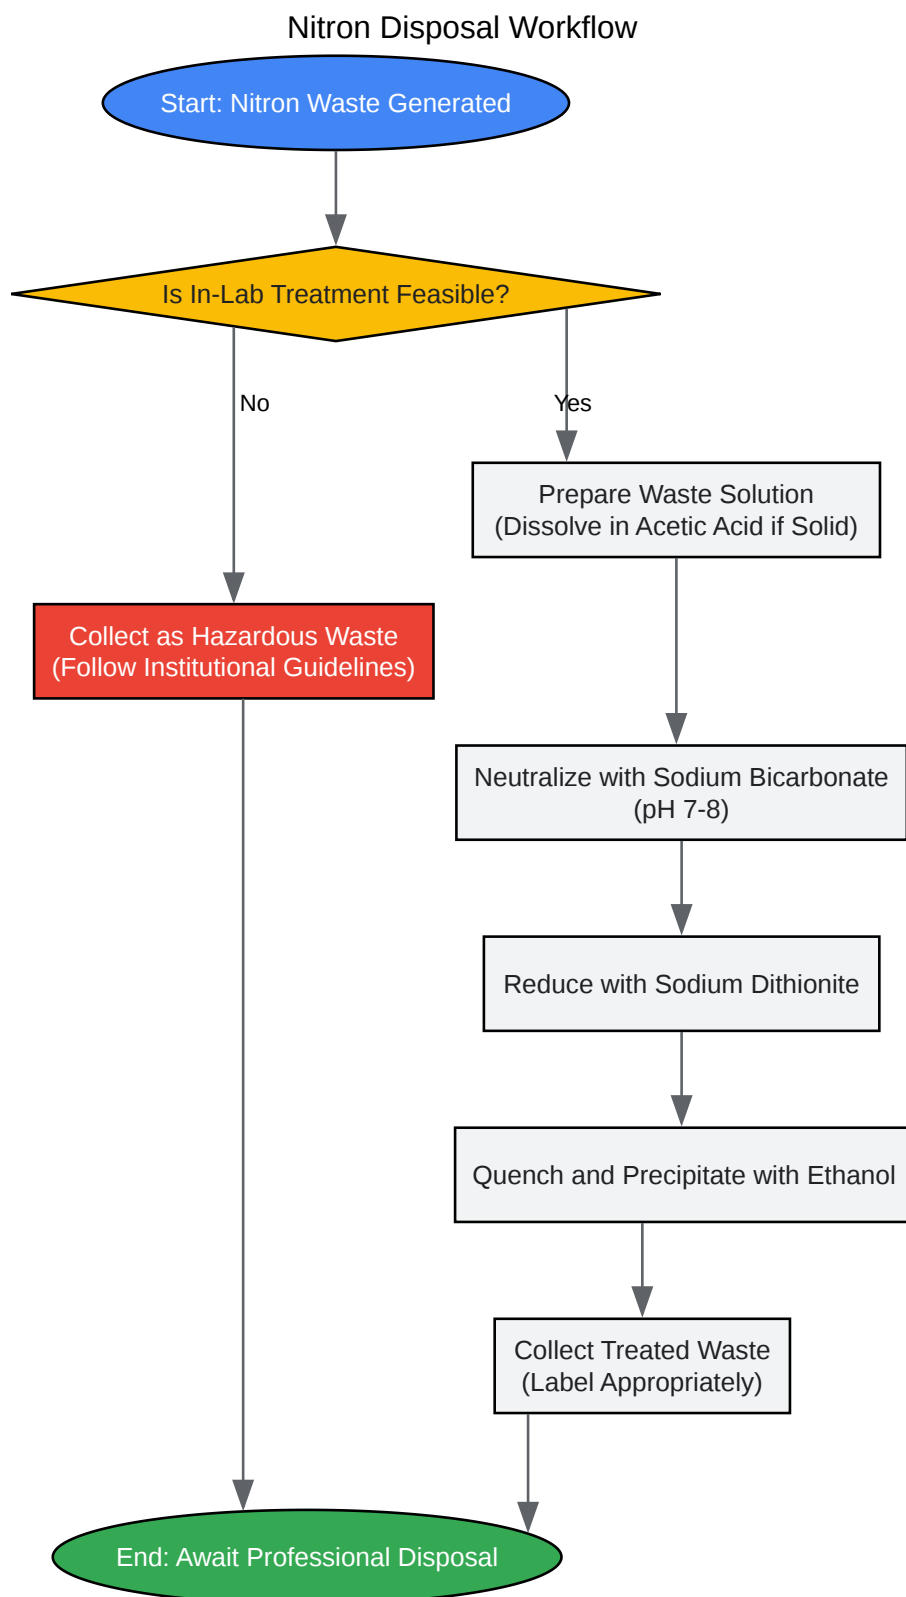 Nitron Disposal Workflow
Start: Nitron Waste Generated
Is In-Lab Treatment Feasible?
No
Yes
Prepare Waste Solution
(Dissolve in Acetic Acid if Solid)
Collect as Hazardous Waste
(Follow Institutional Guidelines)
Neutralize with Sodium Bicarbonate
(pH 7-8)
Reduce with Sodium Dithionite
Quench and Precipitate with Ethanol
Collect Treated Waste
(Label Appropriately)
End: Await Professional Disposal